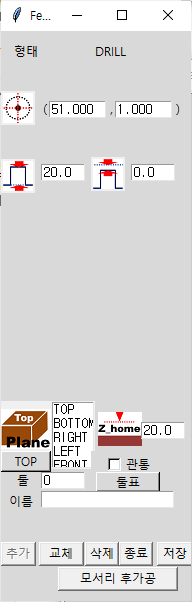 Fe..
형태 DRILL
(51.000 ,1.000 )
20.0 0.0
Top
Plane
TOP
BOTTOM
RIGHT
LEFT
FRONT
Z_home
20.0
TOP
관통
툴 0 툴표
이름
추가 교체 삭제 종료 저장
모서리 후가공